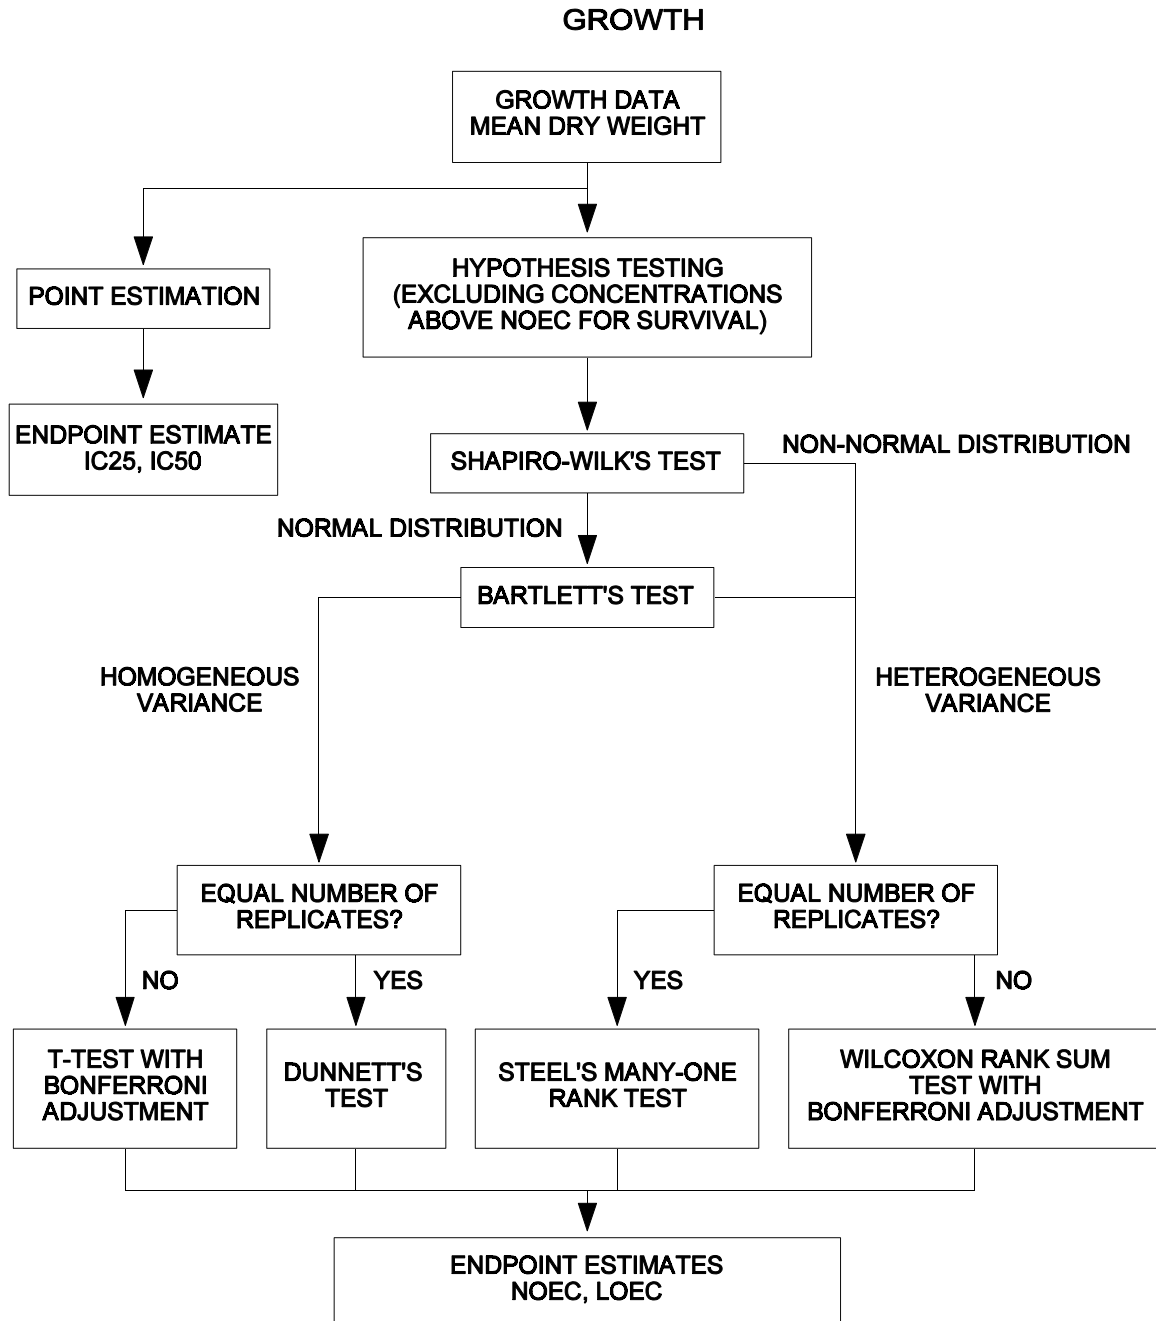 GROWTH
GROWTH DATA
MEAN DRY WEIGHT
POINT ESTIMATION
HYPOTHESIS TESTING
(EXCLUDING CONCENTRATIONS
ABOVE NOEC FOR SURVIVAL)
ENDPOINT ESTIMATE
IC25, IC50
SHAPIRO-WILK'S TEST
NON-NORMAL DISTRIBUTION
NORMAL DISTRIBUTION
BARTLETT'S TEST
HOMOGENEOUS
VARIANCE
HETEROGENEOUS
VARIANCE
EQUAL NUMBER OF
REPLICATES?
EQUAL NUMBER OF
REPLICATES?
NO
YES
YES
NO
T-TEST WITH
BONFERRONI
ADJUSTMENT
DUNNETT'S
TEST
STEEL'S MANY-ONE
RANK TEST
WILCOXON RANK SUM
TEST WITH
BONFERRONI ADJUSTMENT
ENDPOINT ESTIMATES
NOEC, LOEC